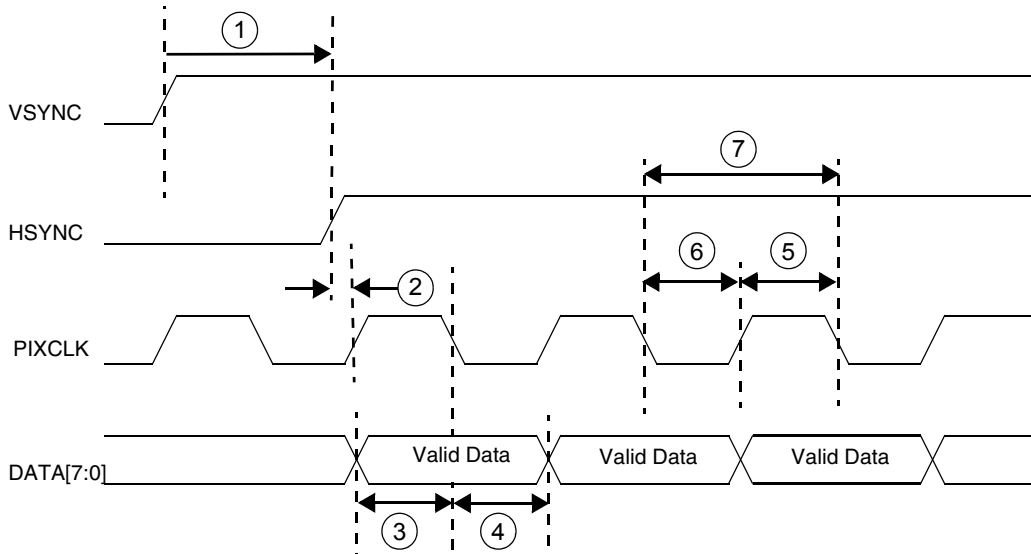 1
VSYNC
7
HSYNC
6
5
2
PIXCLK
Valid Data
Valid Data
Valid Data
DATA[7:0]
3
4